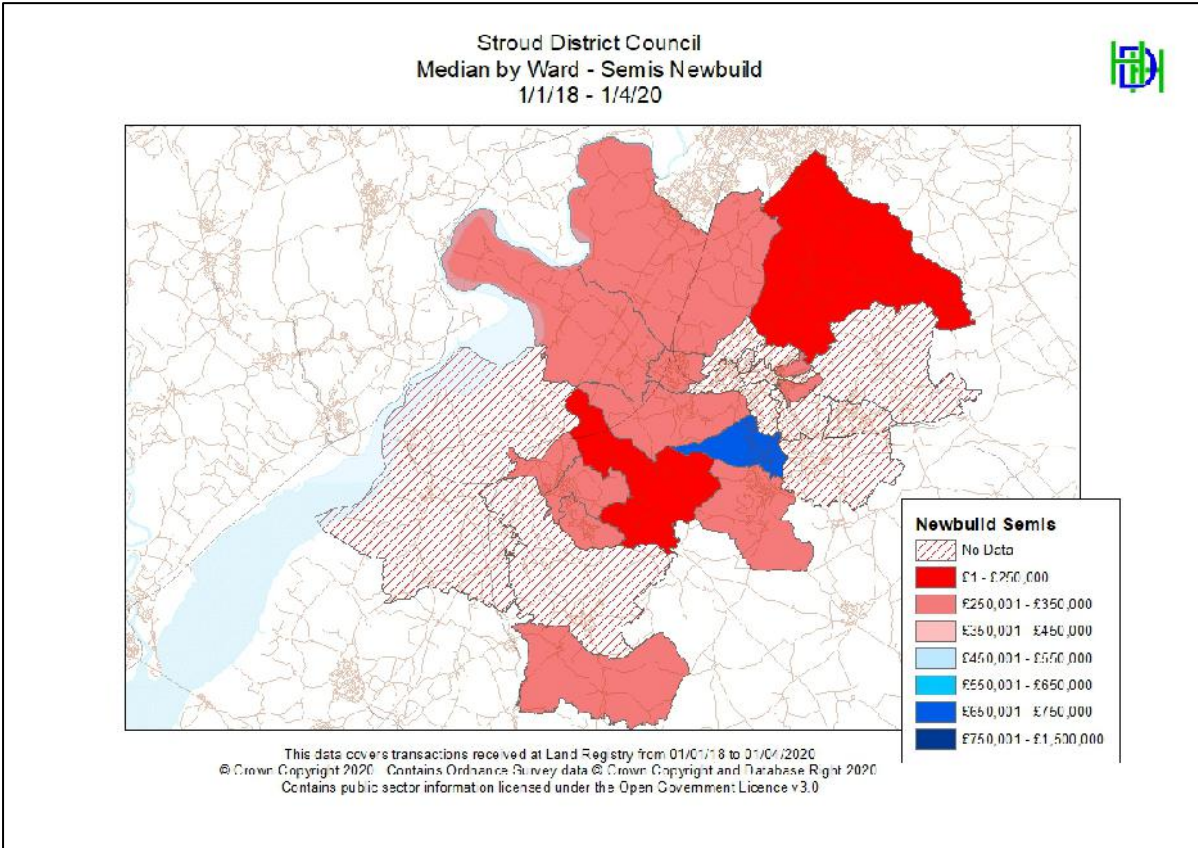 Stroud District Council
Median by Ward - Semis Newbuild
1/1/18 - 1/4/20
HDH
Newbuild Semis
No Data
£1 - £250,000
£250,001 - £350,000
£350,001 - £450,000
£450,001 - £550,000
£550,001 - £650,000
£650,001 - £750,000
£750,001 - £1,500,000
This data covers transactions received at Land Registry from 01/01/18 to 01/04/2020
© Crown Copyright 2020 Contains Ordnance Survey data © Crown Copyright and Database Right 2020
Contains public sector information licensed under the Open Government Licence v3.0